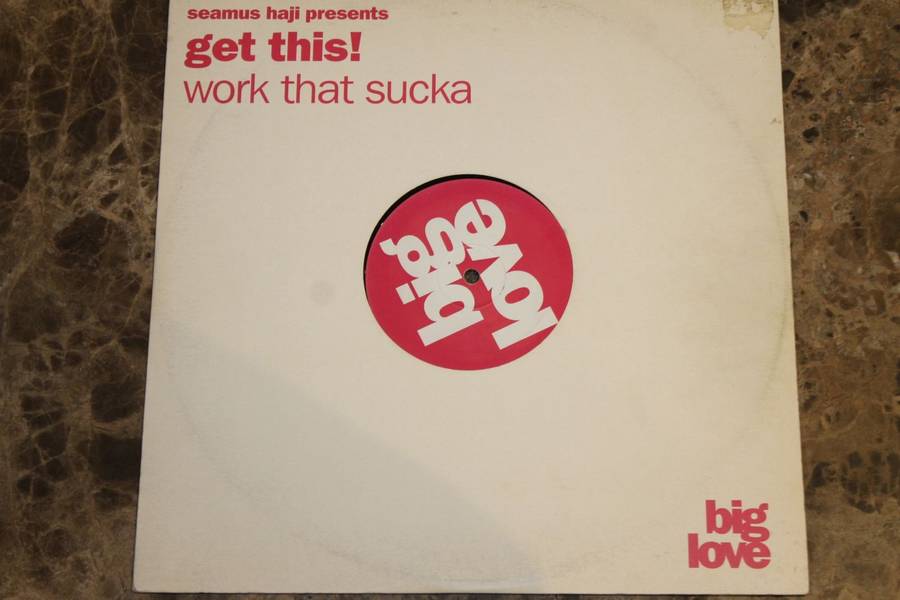 seamus haji presents
get this!
work that sucka
big
love
big
love